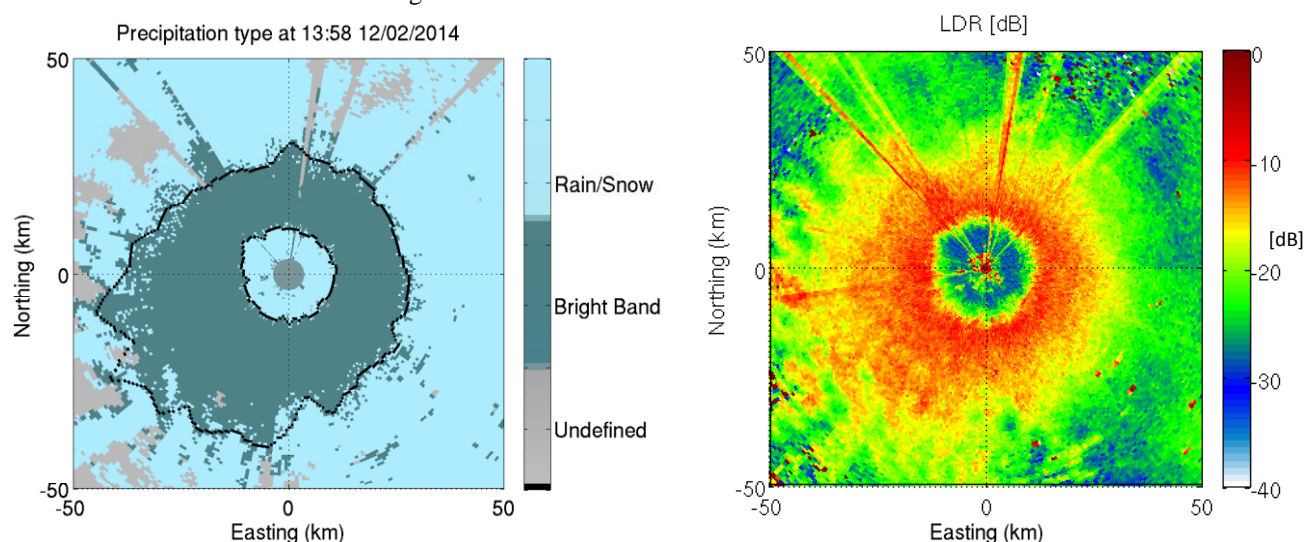 Precipitation type at 13:58 12/02/2014
50
0
-50
-50
0
50
Northing (km)
Easting (km)
Rain/Snow
Bright Band
Undefined
LDR [dB]
50
0
-50
-50
0
50
Northing (km)
Easting (km)
0
-10
-20
-30
-40
[dB]